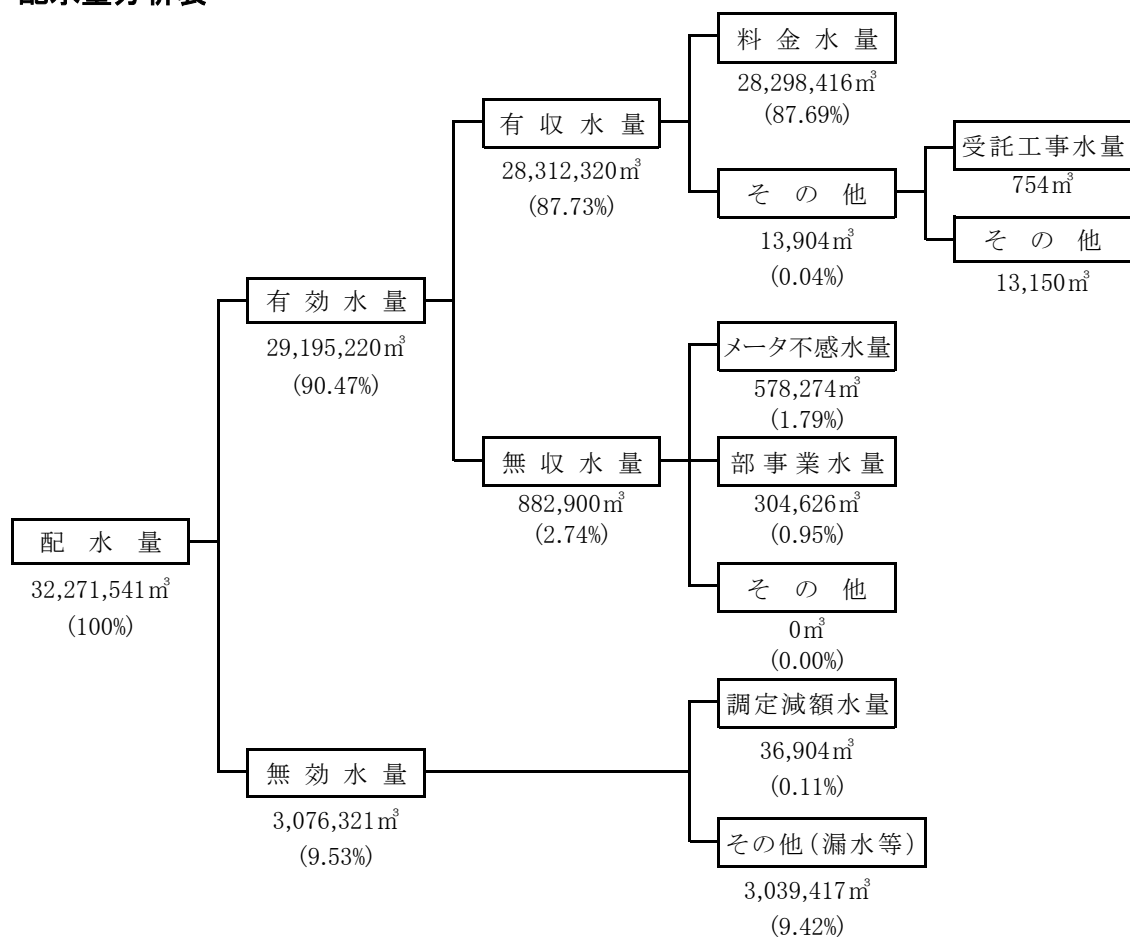 配水量分析表
料金水量
28,298,416㎥
(87.69%)
有収水量
28,312,320㎥
(87.73%)
受託工事水量
754㎥
その他
13,904㎥
(0.04%)
その他
13,150㎥
有効水量
29,195,220㎥
(90.47%)
メータ不感水量
578,274㎥
(1.79%)
無収水量
882,900㎥
(2.74%)
部事業水量
304,626㎥
(0.95%)
配水量
32,271,541㎥
(100%)
その他
0㎥
(0.00%)
調定減額水量
36,904㎥
(0.11%)
無効水量
3,076,321㎥
(9.53%)
その他(漏水等)
3,039,417㎥
(9.42%)